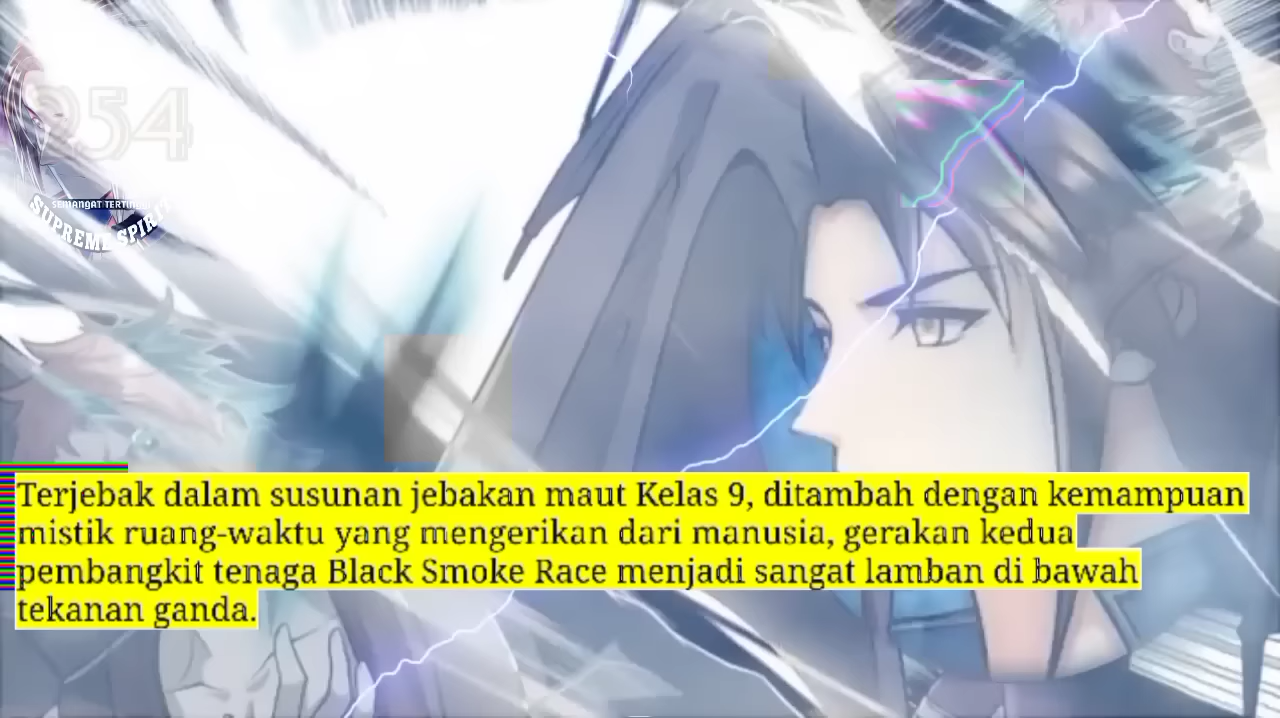 254
SEMANGAT TERTINGGI
SUPREME SPIRIT
Terjebak dalam susunan jebakan maut Kelas 9, ditambah dengan kemampuan
mistik ruang-waktu yang mengerikan dari manusia, gerakan kedua
pembangkit tenaga Black Smoke Race menjadi sangat lamban di bawah
tekanan ganda.